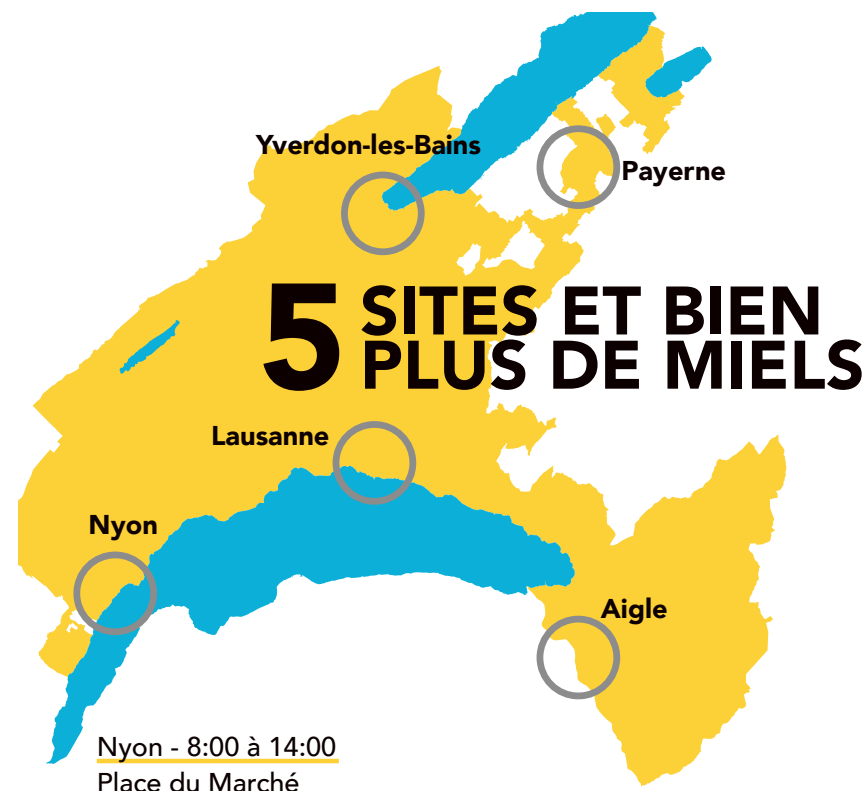 Yverdon-les-Bains
Payerne
5 SITES ET BIEN
PLUS DE MIELS
Lausanne
Nyon
Aigle
Nyon - 8:00 à 14:00
Place du Marché